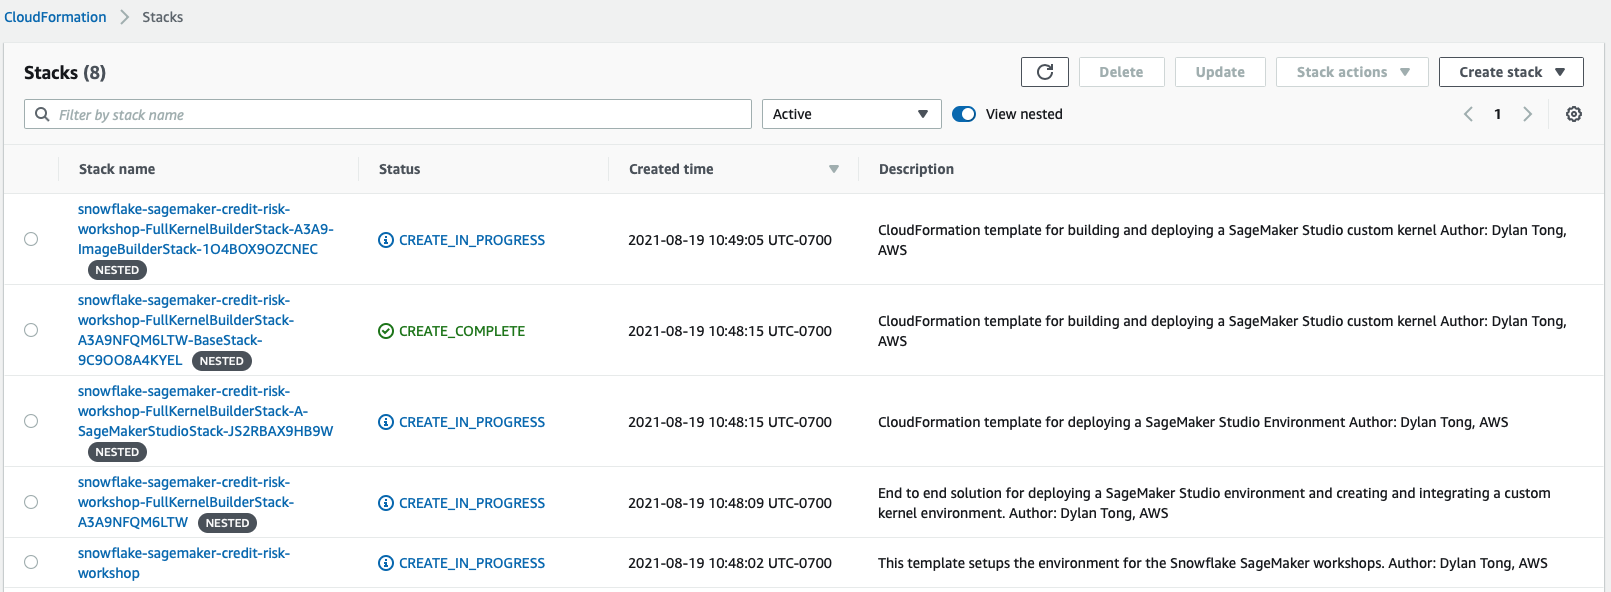 CloudFormation > Stacks
Stacks (8)
Delete
Update
Stack actions
Create stack
Filter by stack name
Active
View nested
1
Stack name
Status
Created time
Description
snowflake-sagemaker-credit-risk-
workshop-FullKernelBuilderStack-A3A9-
ImageBuilderStack-1O4BOX9OZCNEC
NESTED
CREATE_IN_PROGRESS
2021-08-19 10:49:05 UTC-0700
CloudFormation template for building and deploying a SageMaker Studio custom kernel Author: Dylan Tong,
AWS
snowflake-sagemaker-credit-risk-
workshop-FullKernelBuilderStack-
A3A9NFQM6LTW-BaseStack-
9C9OO8A4KYEL NESTED
CREATE_COMPLETE
2021-08-19 10:48:15 UTC-0700
CloudFormation template for building and deploying a SageMaker Studio custom kernel Author: Dylan Tong,
AWS
snowflake-sagemaker-credit-risk-
workshop-FullKernelBuilderStack-A-
SageMakerStudioStack-JS2RBAX9HB9W
NESTED
CREATE_IN_PROGRESS
2021-08-19 10:48:15 UTC-0700
CloudFormation template for deploying a SageMaker Studio Environment Author: Dylan Tong, AWS
snowflake-sagemaker-credit-risk-
workshop-FullKernelBuilderStack-
A3A9NFQM6LTW NESTED
CREATE_IN_PROGRESS
2021-08-19 10:48:09 UTC-0700
End to end solution for deploying a SageMaker Studio environment and creating and integrating a custom
kernel environment. Author: Dylan Tong, AWS
snowflake-sagemaker-credit-risk-
workshop
CREATE_IN_PROGRESS
2021-08-19 10:48:02 UTC-0700
This template setups the environment for the Snowflake SageMaker workshops. Author: Dylan Tong, AWS